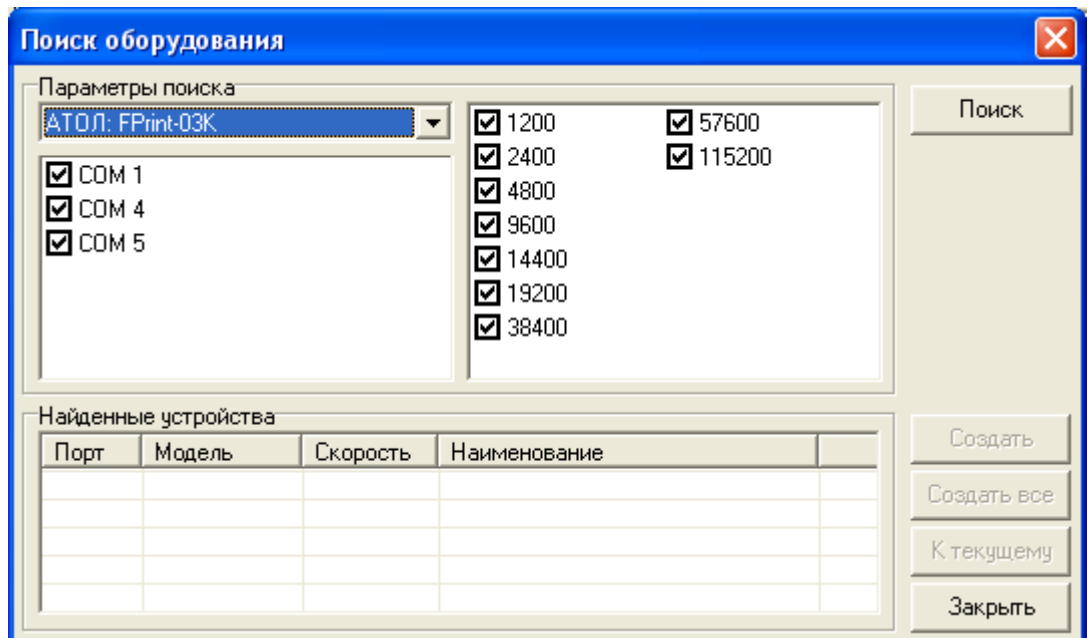 Поиск оборудования
Параметры поиска
АТОЛ: FPrint-03K
COM 1
COM 4
COM 5
1200
2400
4800
9600
14400
19200
38400
57600
115200
Поиск
Найденные устройства
Порт Модель Скорость Наименование
Создать
Создать все
К текущему
Закрыть